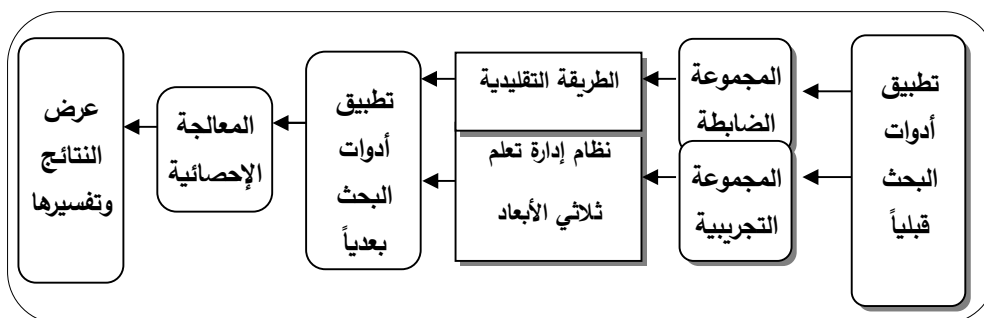 تطبيق
أدوات
البحث
قبلياً
المجموعة
الضابطة
المجموعة
التجريبية
الطريقة التقليدية
نظام إدارة تعلم
ثلاثي الأبعاد
تطبيق
أدوات
البحث
بعدياً
المعالجة
الإحصائية
عرض
النتائج
وتفسيرها